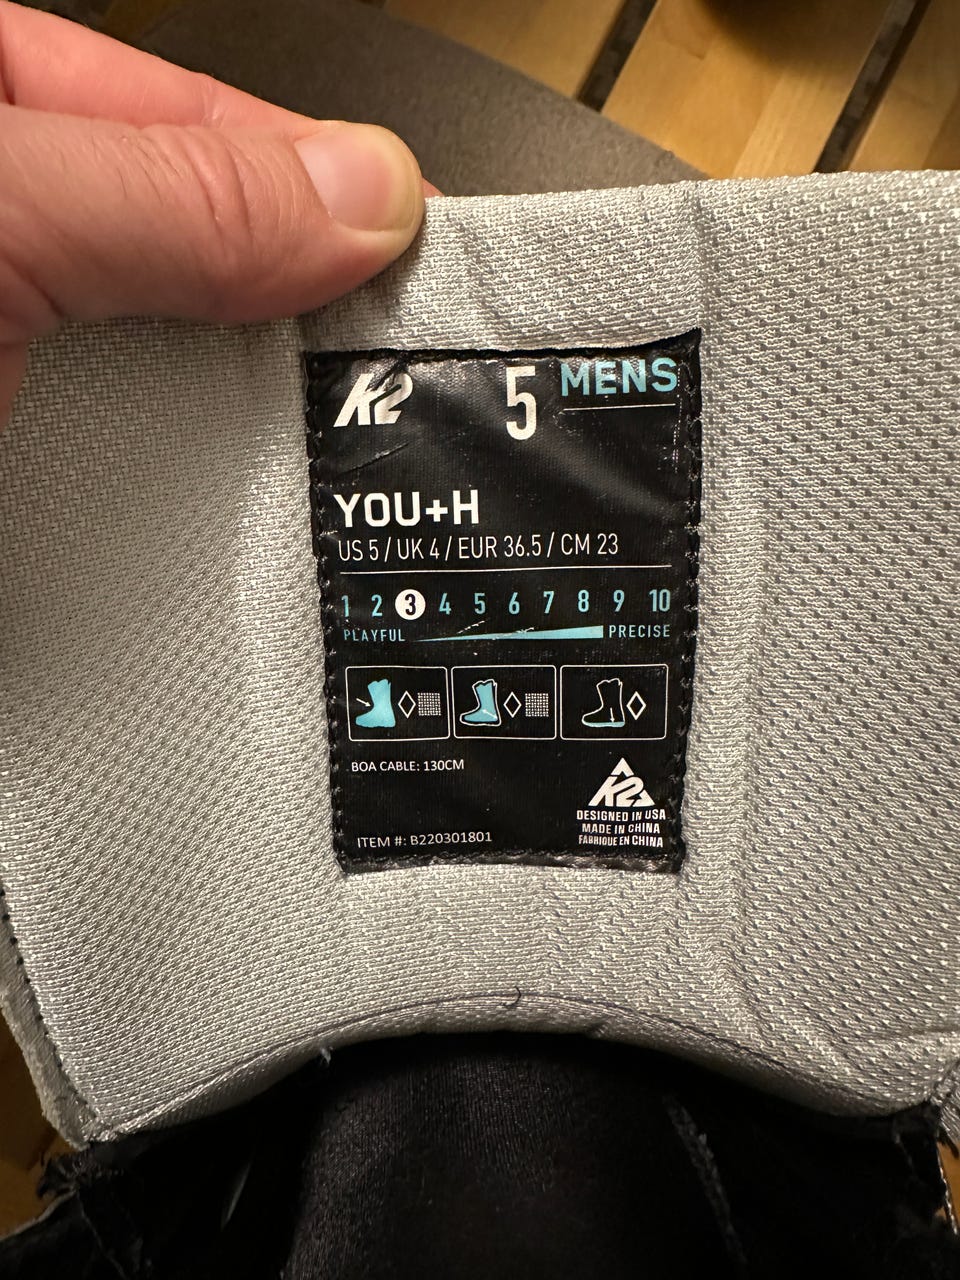 K2 5 MENS
YOU+H
US 5 / UK 4 / EUR 36.5 / CM 23
1 2 3 4 5 6 7 8 9 10
PLAYFUL PRECISE
BOA CABLE: 130CM
K2
DESIGNED IN USA
MADE IN CHINA
FABRIQUE EN CHINA
ITEM #: B220301801